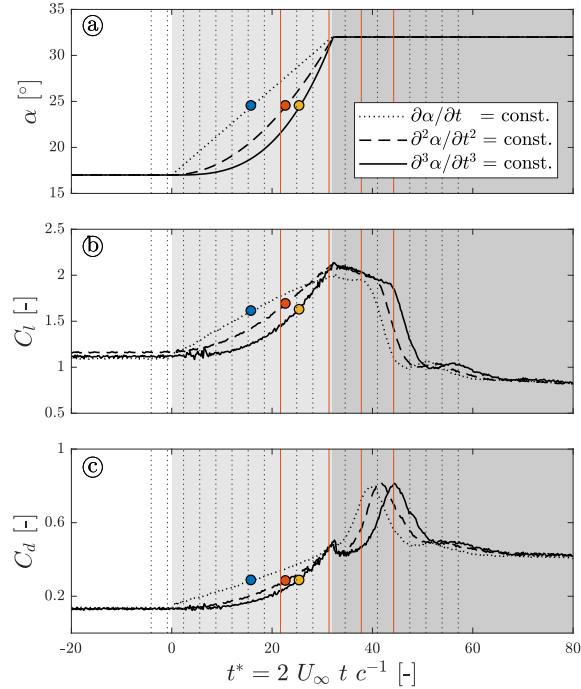 ⓐ
35
30
25
20
15
α [°]
∂α/∂t = const.
∂²α/∂t² = const.
∂³α/∂t³ = const.
ⓑ
2.5
2
1.5
1
0.5
C_l [-]
ⓒ
1
0.6
0.2
C_d [-]
-20 0 20 40 60 80
t* = 2 U_∞ t c⁻¹ [-]